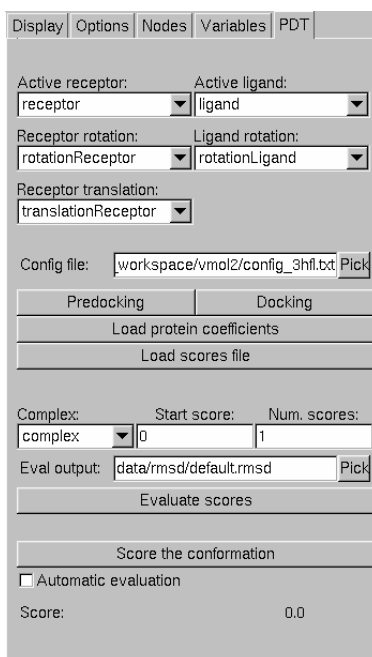 Display Options Nodes Variables PDT
Active receptor: Active ligand:
receptor ligand
Receptor rotation: Ligand rotation:
rotationReceptor rotationLigand
Receptor translation:
translationReceptor
Config file: workspace/vmol2/config_3hfl.txt Pick
Predocking Docking
Load protein coefficients
Load scores file
Complex: Start score: Num. scores:
complex 0 1
Eval output: data/rmsd/default.rmsd Pick
Evaluate scores
Score the conformation
Automatic evaluation
Score: 0.0